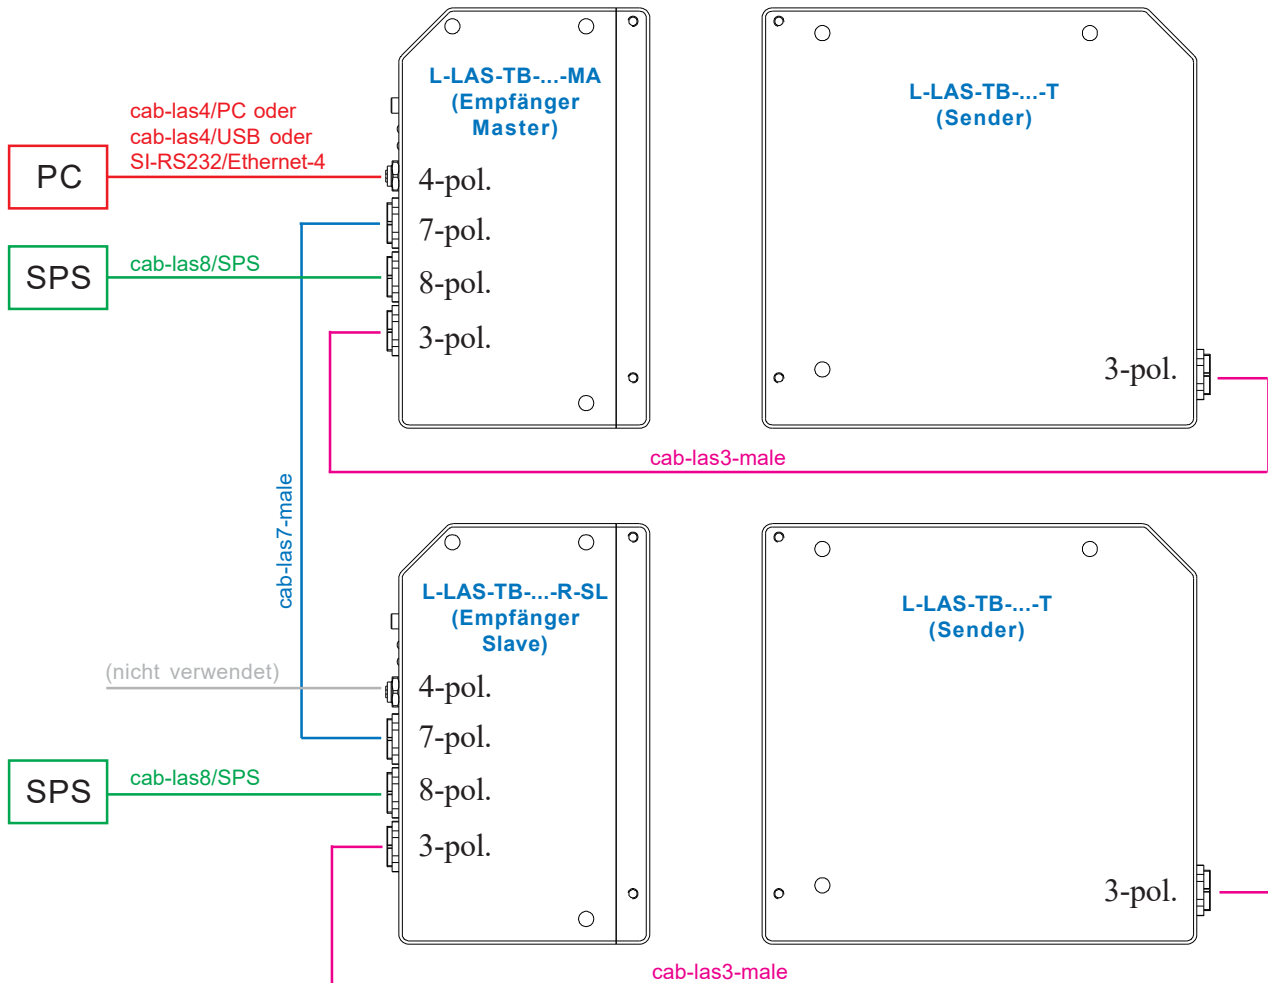 L-LAS-TB-...-MA
(Empfänger
Master)
L-LAS-TB-...-T
(Sender)
cab-las4/PC oder
cab-las4/USB oder
SI-RS232/Ethernet-4
PC
4-pol.
7-pol.
cab-las8/SPS
SPS
8-pol.
3-pol.
3-pol.
cab-las3-male
cab-las7-male
L-LAS-TB-...-R-SL
(Empfänger
Slave)
L-LAS-TB-...-T
(Sender)
(nicht verwendet)
4-pol.
7-pol.
cab-las8/SPS
SPS
8-pol.
3-pol.
3-pol.
cab-las3-male